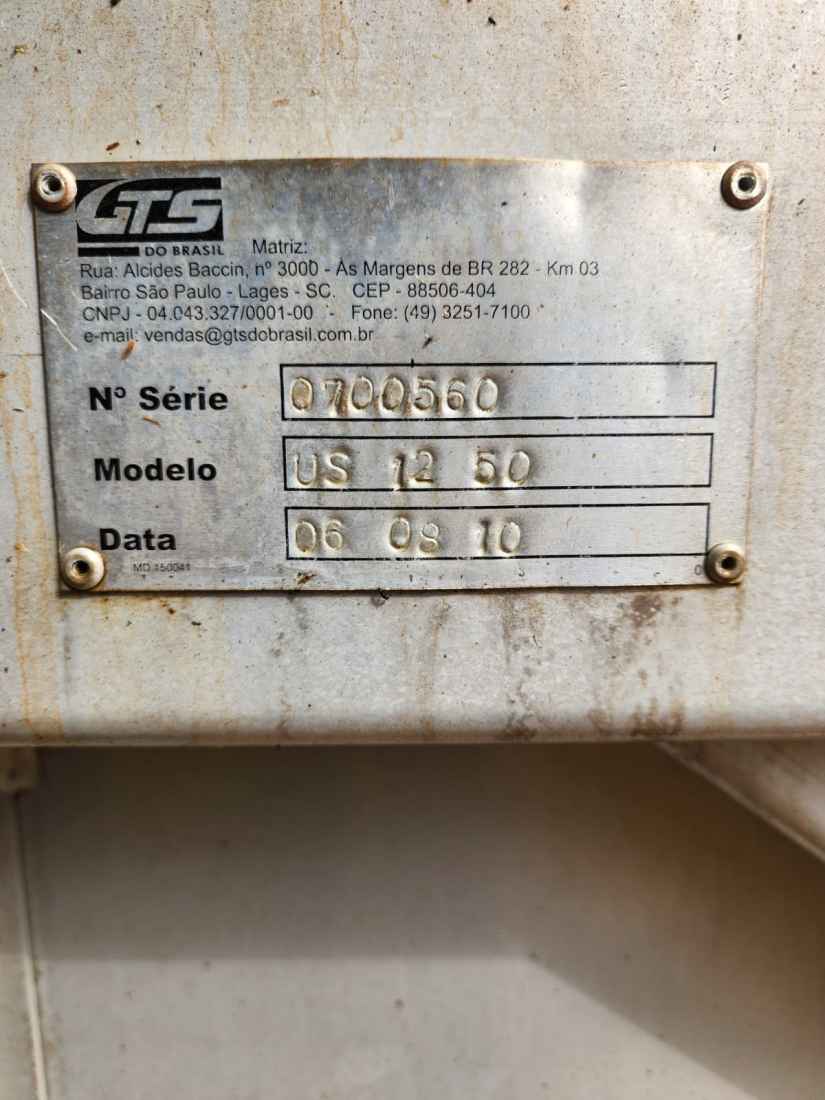 GTS
DO BRASIL
Matriz:
Rua: Alcides Baccin, nº 3000 - Às Margens de BR 282 - Km 03
Bairro São Paulo - Lages - SC. CEP - 88506-404
CNPJ - 04.043.327/0001-00 - Fone: (49) 3251-7100
e-mail: vendas@gtsdobrasil.com.br
Nº Série 0700560
Modelo US 12 50
Data 06 08 10
MD 150041